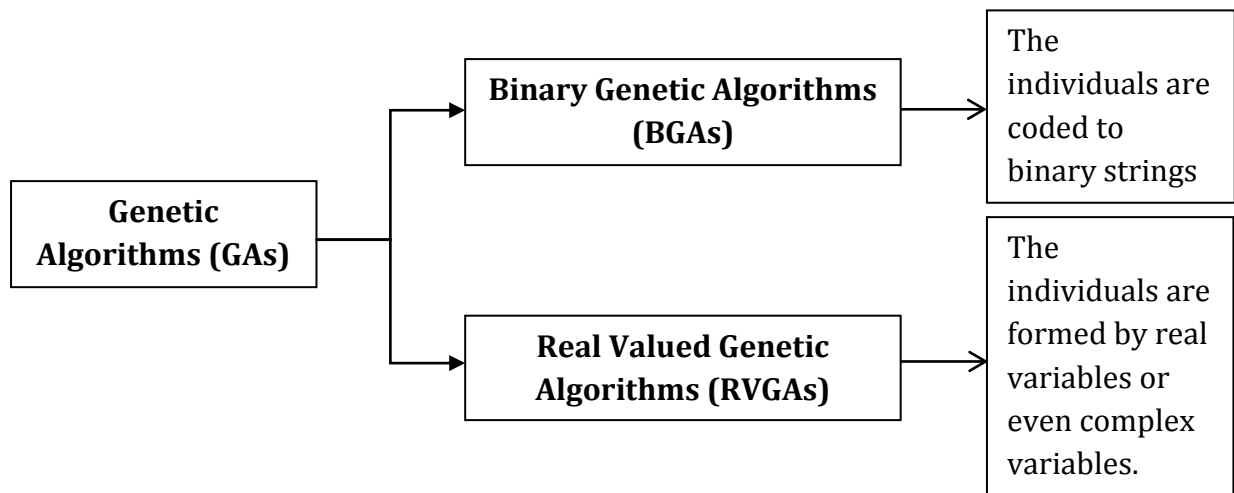 Genetic
Algorithms (GAs)
Binary Genetic Algorithms
(BGAs)
The
individuals are
coded to
binary strings
Real Valued Genetic
Algorithms (RVGAs)
The
individuals are
formed by real
variables or
even complex
variables.